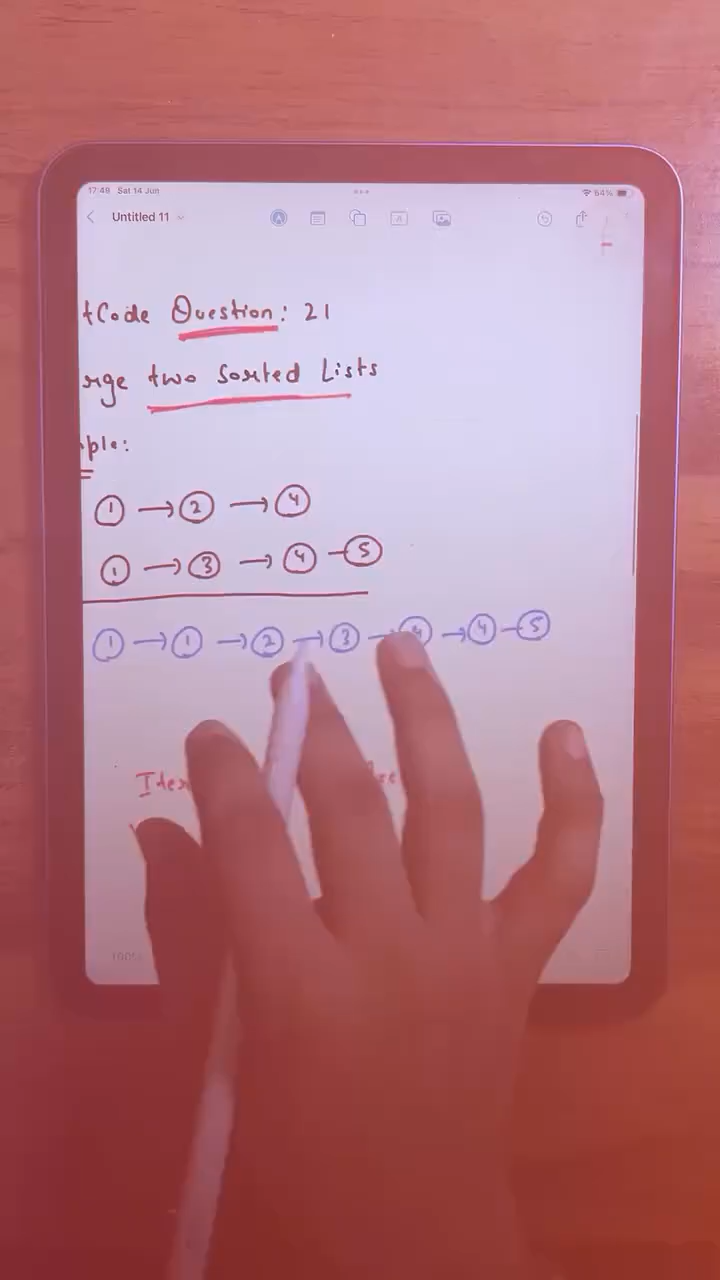 17:49 Sat 14 Jun 54%
Untitled 11
tCode Question: 21
rge two Sorted Lists
ple:
1 → 2 → 4
1 → 3 → 4 - 5
1 → 1 → 2 → 3 → 4 → 4 - 5